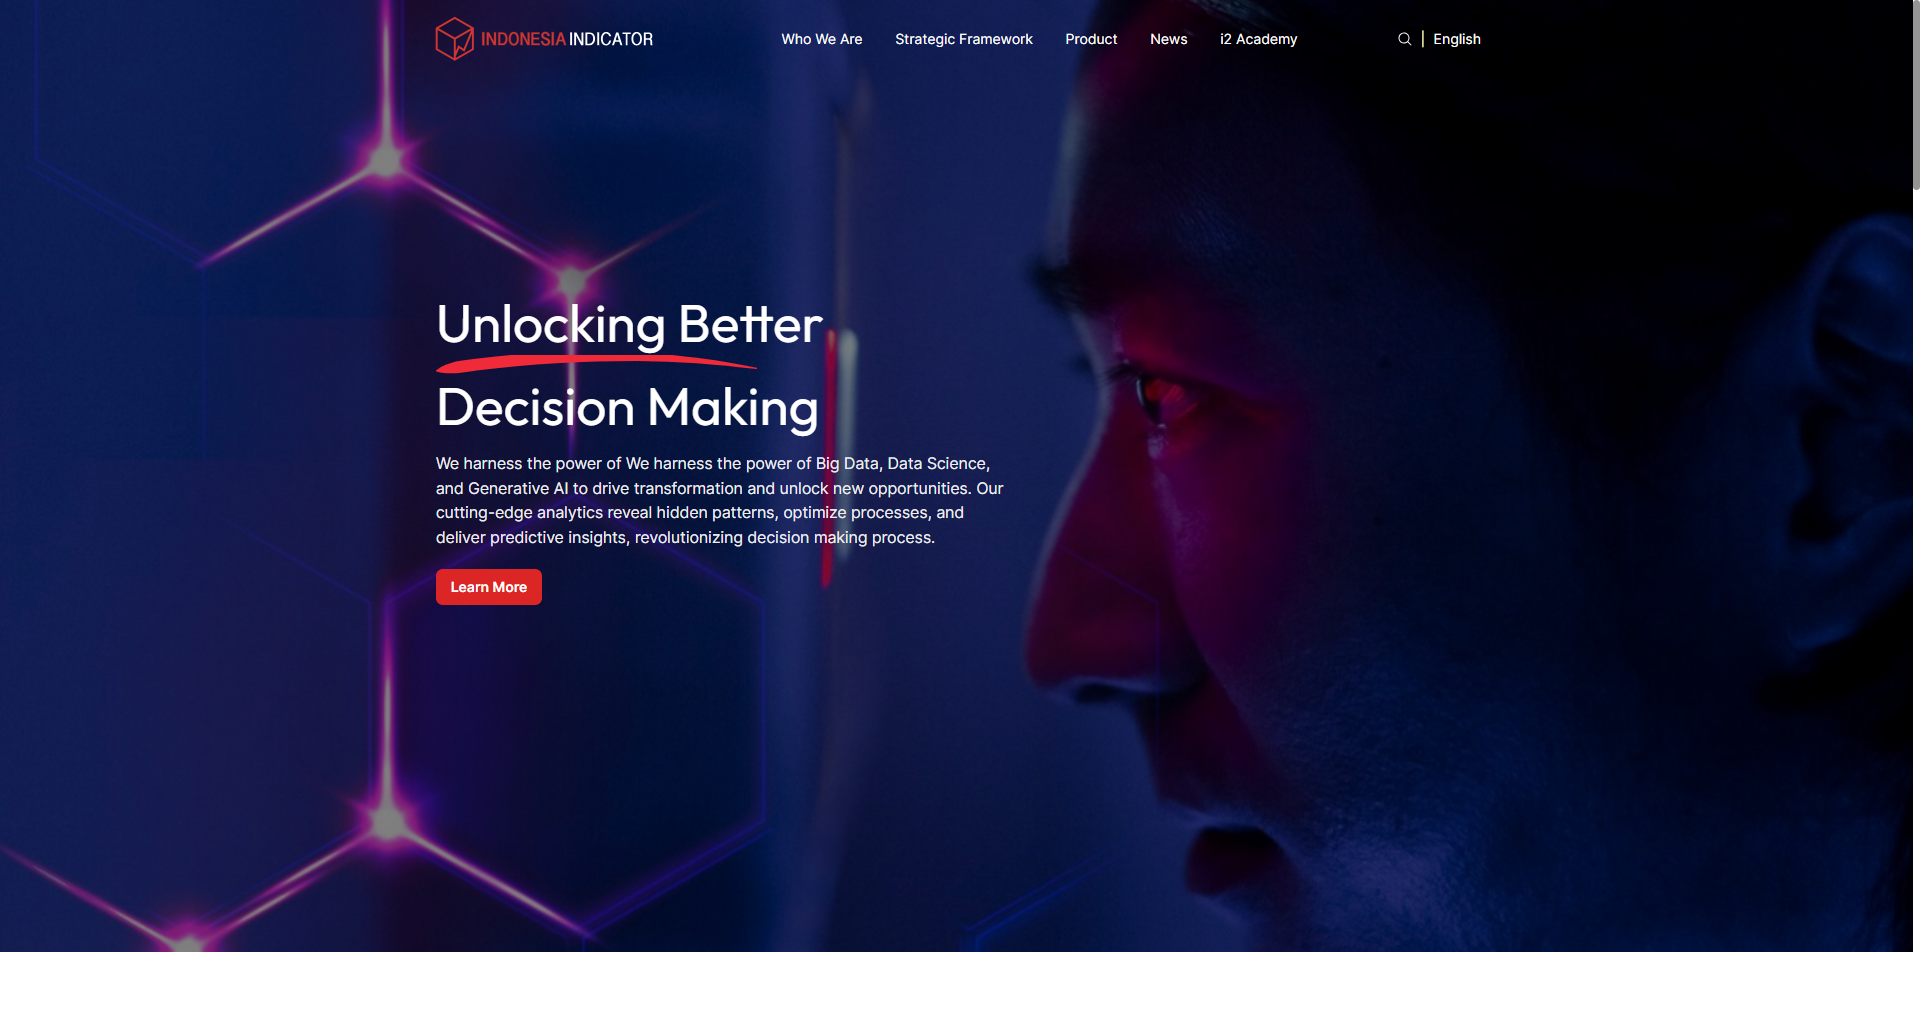 INDONESIA INDICATOR
Who We Are
Strategic Framework
Product
News
i2 Academy
English
Unlocking Better
Decision Making
We harness the power of We harness the power of Big Data, Data Science,
and Generative AI to drive transformation and unlock new opportunities. Our
cutting-edge analytics reveal hidden patterns, optimize processes, and
deliver predictive insights, revolutionizing decision making process.
Learn More